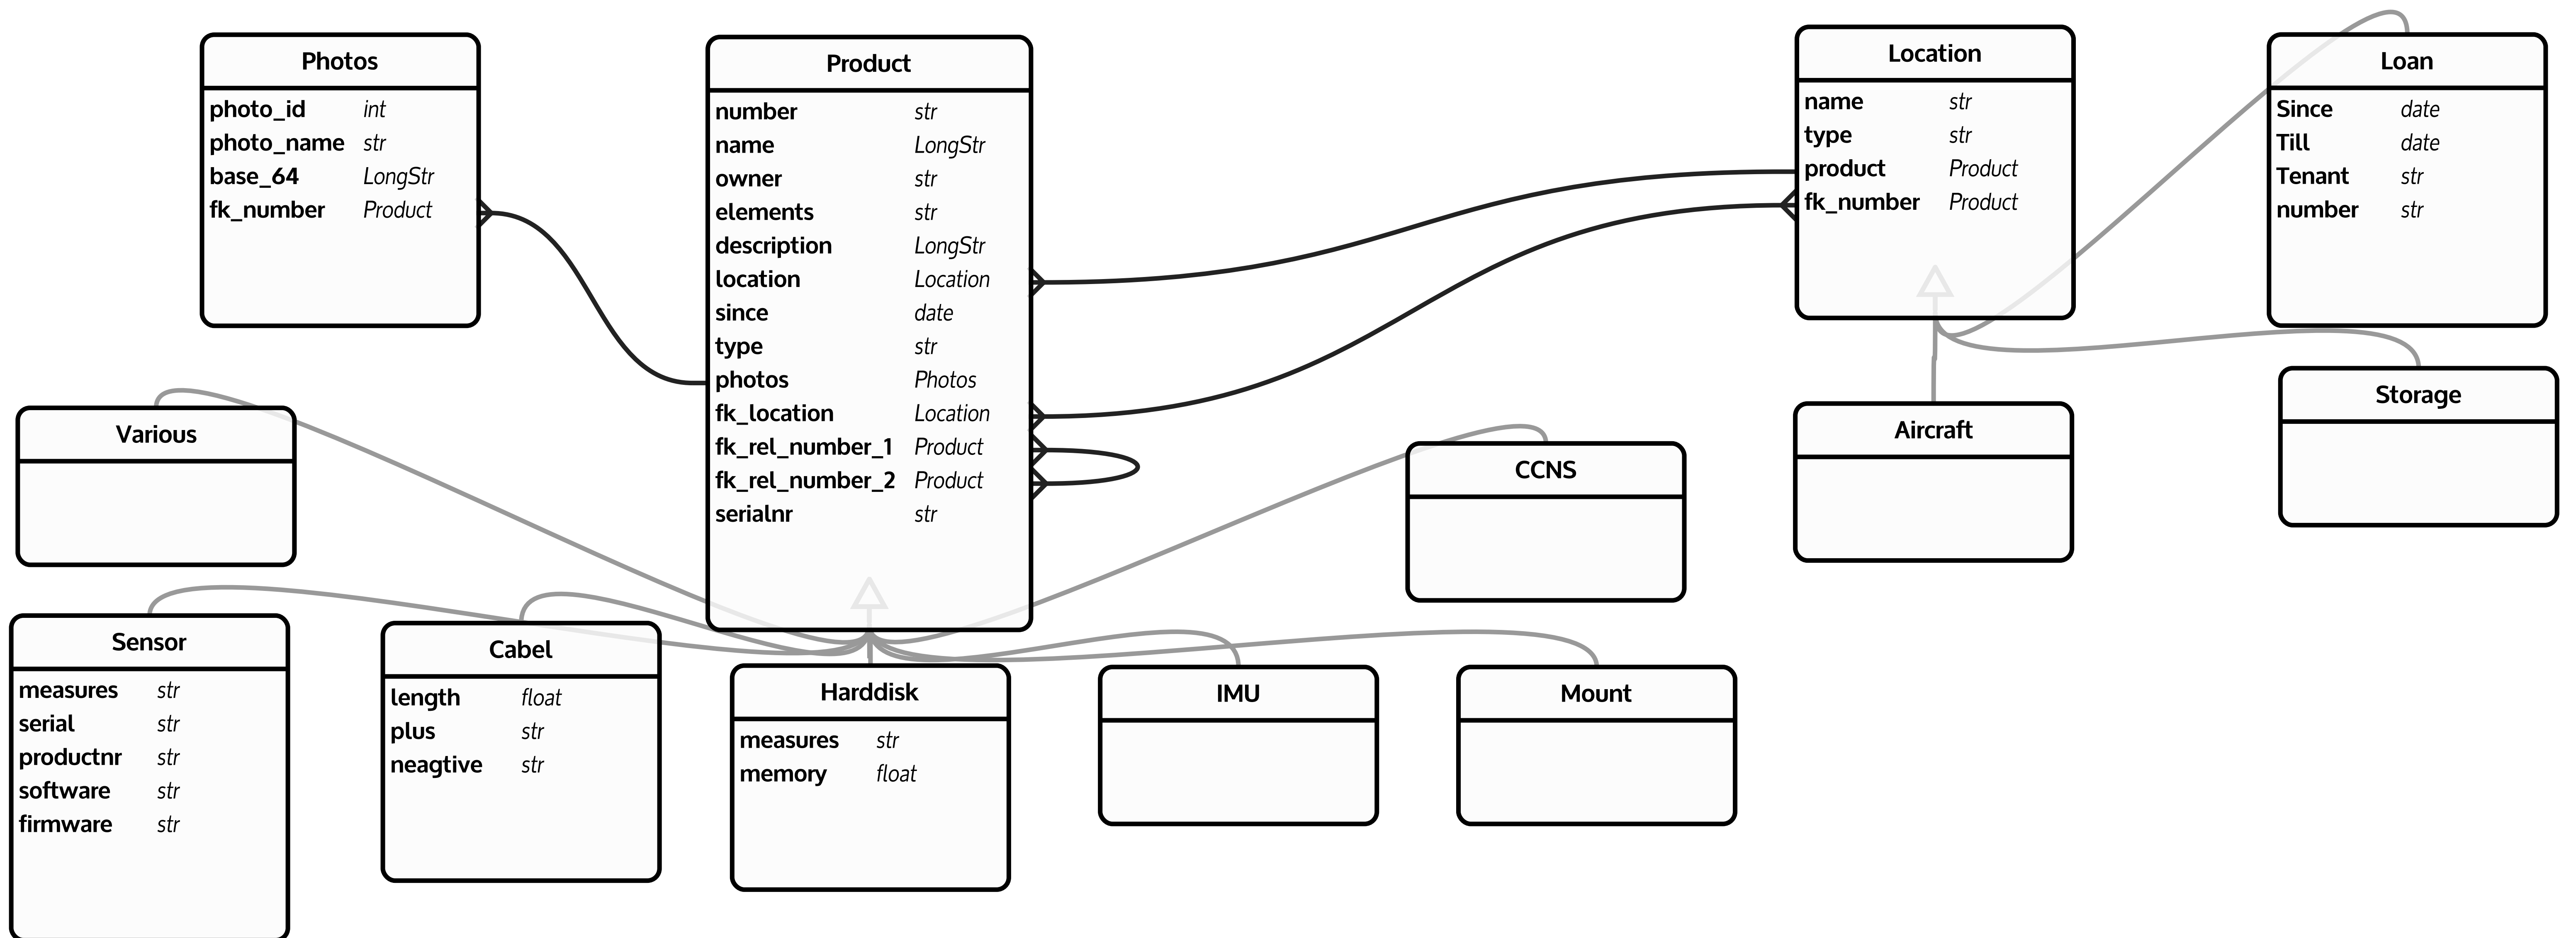 Photos
photo_id int
photo_name str
base_64 LongStr
fk_number Product
Product
number str
name LongStr
owner str
elements str
description LongStr
location Location
since date
type str
photos Photos
fk_location Location
fk_rel_number_1 Product
fk_rel_number_2 Product
serialnr str
Location
name str
type str
product Product
fk_number Product
Loan
Since date
Till date
Tenant str
number str
Various
CCNS
Aircraft
Storage
Sensor
measures str
serial str
productnr str
software str
firmware str
Cabel
length float
plus str
neagtive str
Harddisk
measures str
memory float
IMU
Mount